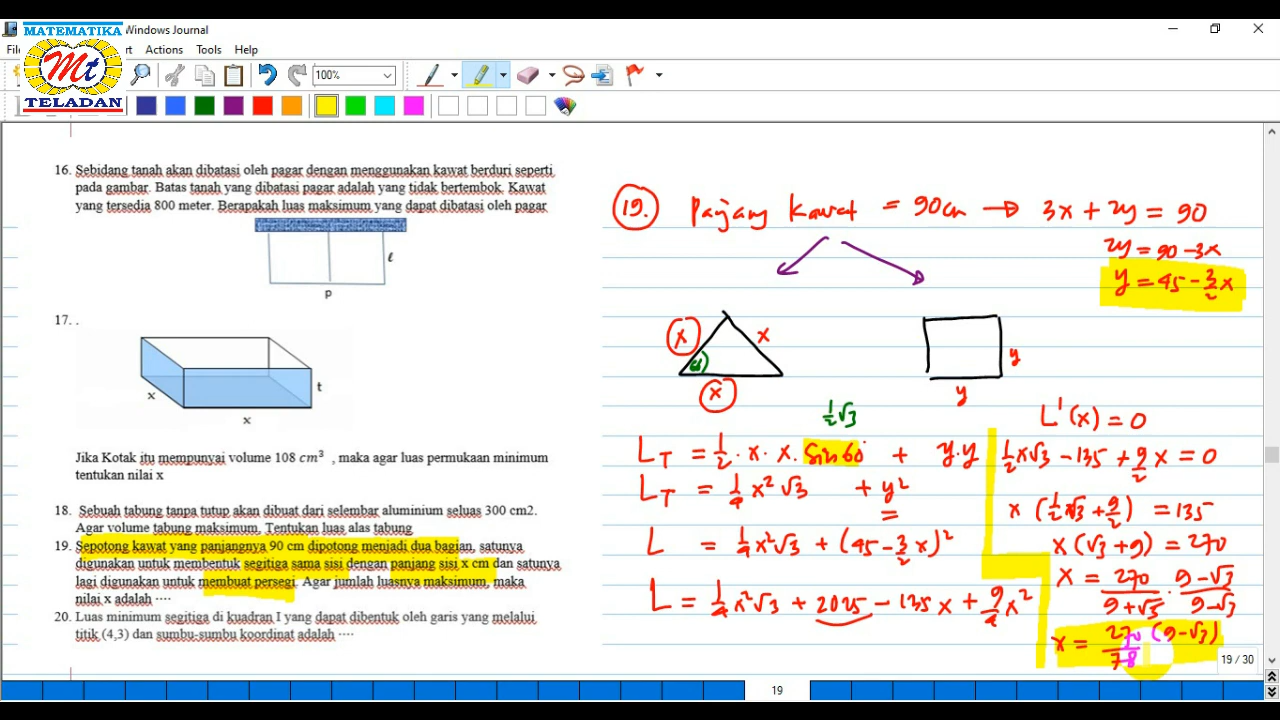 MATEMATIKA
Mt
TELADAN
Windows Journal
Actions Tools Help
100%
16. Sebidang tanah akan dibatasi oleh pagar dengan menggunakan kawat berduri seperti
pada gambar. Batas tanah yang dibatasi pagar adalah yang tidak bertembok. Kawat
yang tersedia 800 meter. Berapakah luas maksimum yang dapat dibatasi oleh pagar
ℓ
p
17. .
t
x
x
Jika Kotak itu mempunyai volume 108 cm³ , maka agar luas permukaan minimum
tentukan nilai x
18. Sebuah tabung tanpa tutup akan dibuat dari selembar aluminium seluas 300 cm2.
Agar volume tabung maksimum, Tentukan luas alas tabung
19. Sepotong kawat yang panjangnya 90 cm dipotong menjadi dua bagian, satunya
digunakan untuk membentuk segitiga sama sisi dengan panjang sisi x cm dan satunya
lagi digunakan untuk membuat persegi. Agar jumlah luasnya maksimum, maka
nilai x adalah ....
20. Luas minimum segitiga di kuadran I yang dapat dibentuk oleh garis yang melalui
titik (4,3) dan sumbu-sumbu koordinat adalah ....
19. Panjang Kawat = 90cm → 3x + 2y = 90
2y = 90 - 3x
y = 45 - 3/2 x
x x
x
y
y
1/2 √3
L_T = 1/2 · x · x · Sin 60 + y.y
L_T = 1/4 x² √3 + y²
L = 1/4 x² √3 + (45 - 3/2 x)²
L = 1/4 x² √3 + 2025 - 135x + 9/4 x²
L'(x) = 0
1/2 x√3 - 135 + 9/2 x = 0
x (1/2 √3 + 9/2) = 135
x (√3 + 9) = 270
x = 270/(9+√3) · (9-√3)/(9-√3)
x = 270/78 (9-√3)
19 / 30
19